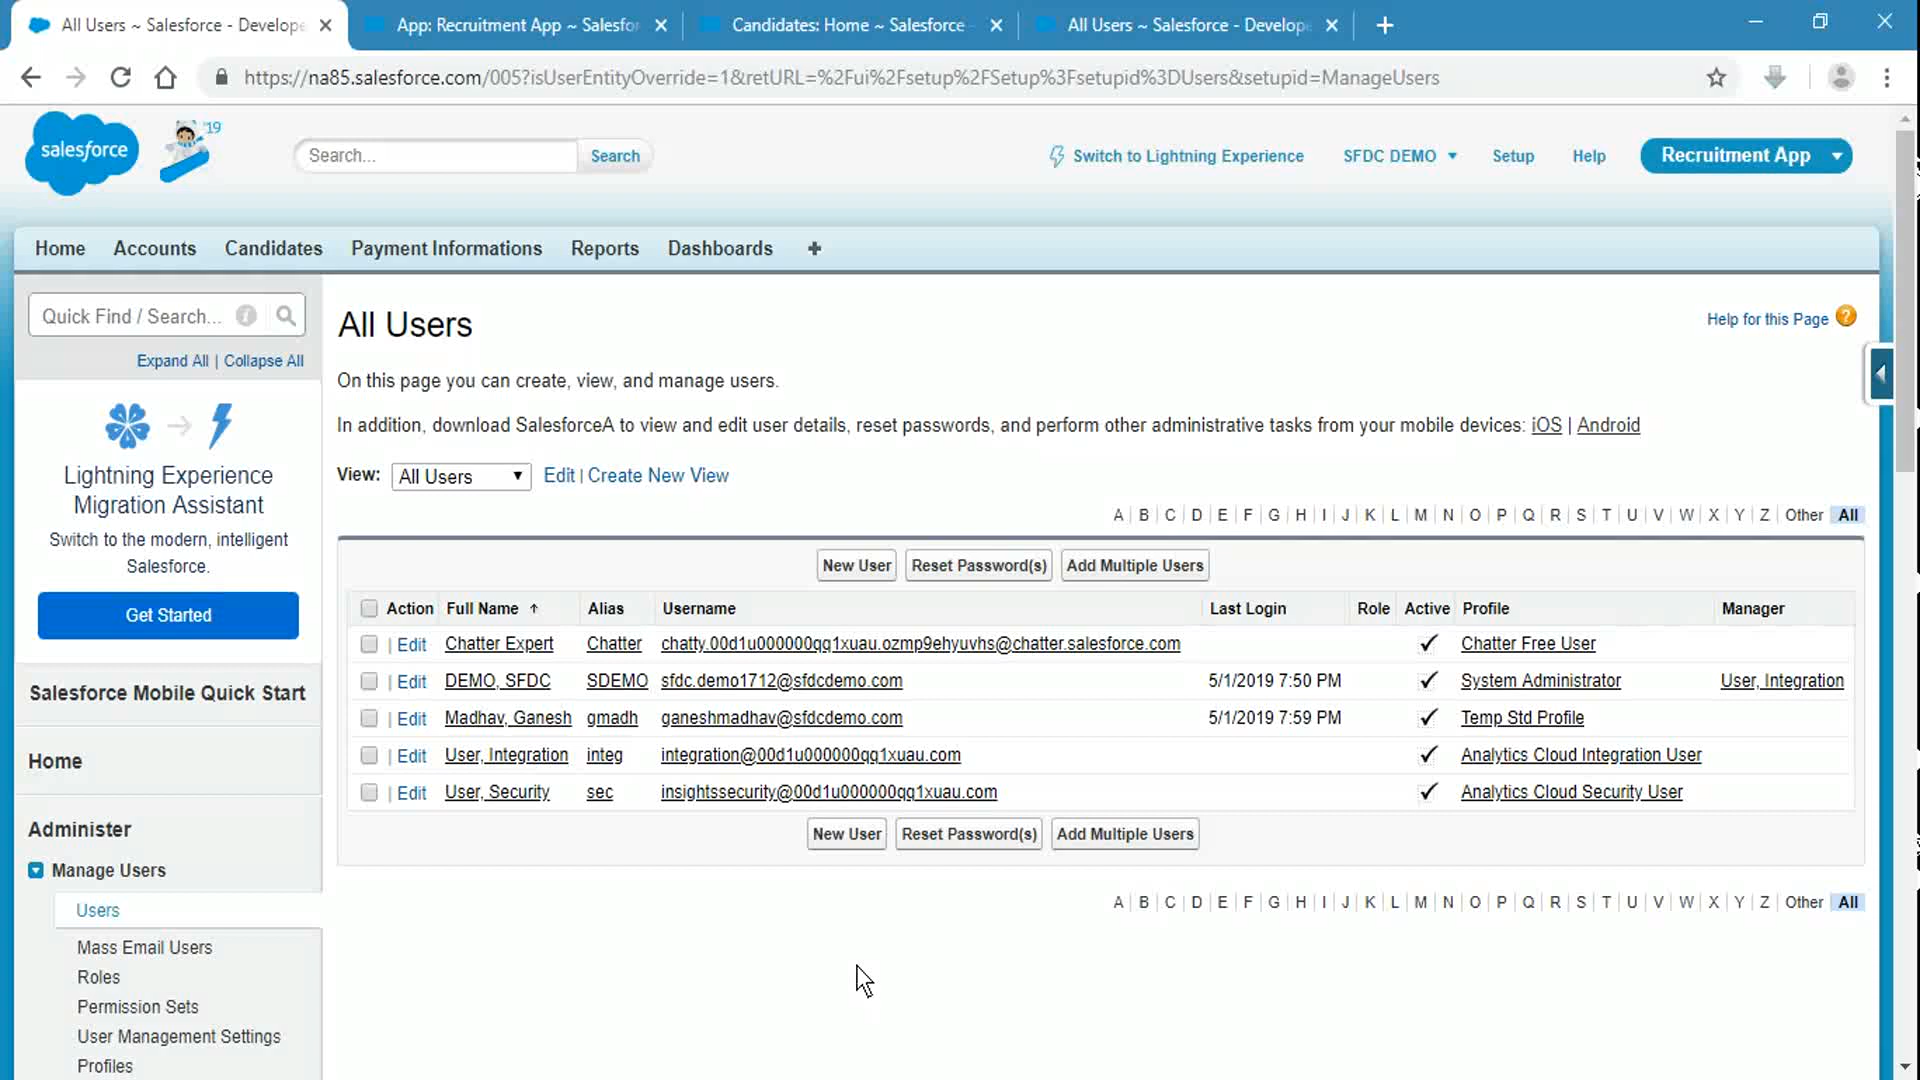 All Users ~ Salesforce - Develope
App: Recruitment App ~ Salesfor
Candidates: Home ~ Salesforce -
All Users ~ Salesforce - Develope
https://na85.salesforce.com/005?isUserEntityOverride=1&retURL=%2Fui%2Fsetup%2FSetup%3Fsetupid%3DUsers&setupid=ManageUsers
salesforce
'19
Search...
Search
Switch to Lightning Experience
SFDC DEMO
Setup
Help
Recruitment App
Home
Accounts
Candidates
Payment Informations
Reports
Dashboards
Quick Find / Search...
Expand All | Collapse All
Lightning Experience
Migration Assistant
Switch to the modern, intelligent
Salesforce.
Get Started
Salesforce Mobile Quick Start
Home
Administer
Manage Users
Users
Mass Email Users
Roles
Permission Sets
User Management Settings
Profiles
All Users
Help for this Page ?
On this page you can create, view, and manage users.
In addition, download SalesforceA to view and edit user details, reset passwords, and perform other administrative tasks from your mobile devices: iOS | Android
View: All Users Edit | Create New View
A | B | C | D | E | F | G | H | I | J | K | L | M | N | O | P | Q | R | S | T | U | V | W | X | Y | Z | Other All
New User Reset Password(s) Add Multiple Users
Action Full Name ↑ Alias Username Last Login Role Active Profile Manager
| Edit Chatter Expert Chatter chatty.00d1u000000qq1xuau.ozmp9ehyuvhs@chatter.salesforce.com ✓ Chatter Free User
| Edit DEMO, SFDC SDEMO sfdc.demo1712@sfdcdemo.com 5/1/2019 7:50 PM ✓ System Administrator User, Integration
| Edit Madhav, Ganesh gmadh ganeshmadhav@sfdcdemo.com 5/1/2019 7:59 PM ✓ Temp Std Profile
| Edit User, Integration integ integration@00d1u000000qq1xuau.com ✓ Analytics Cloud Integration User
| Edit User, Security sec insightssecurity@00d1u000000qq1xuau.com ✓ Analytics Cloud Security User
New User Reset Password(s) Add Multiple Users
A | B | C | D | E | F | G | H | I | J | K | L | M | N | O | P | Q | R | S | T | U | V | W | X | Y | Z | Other All